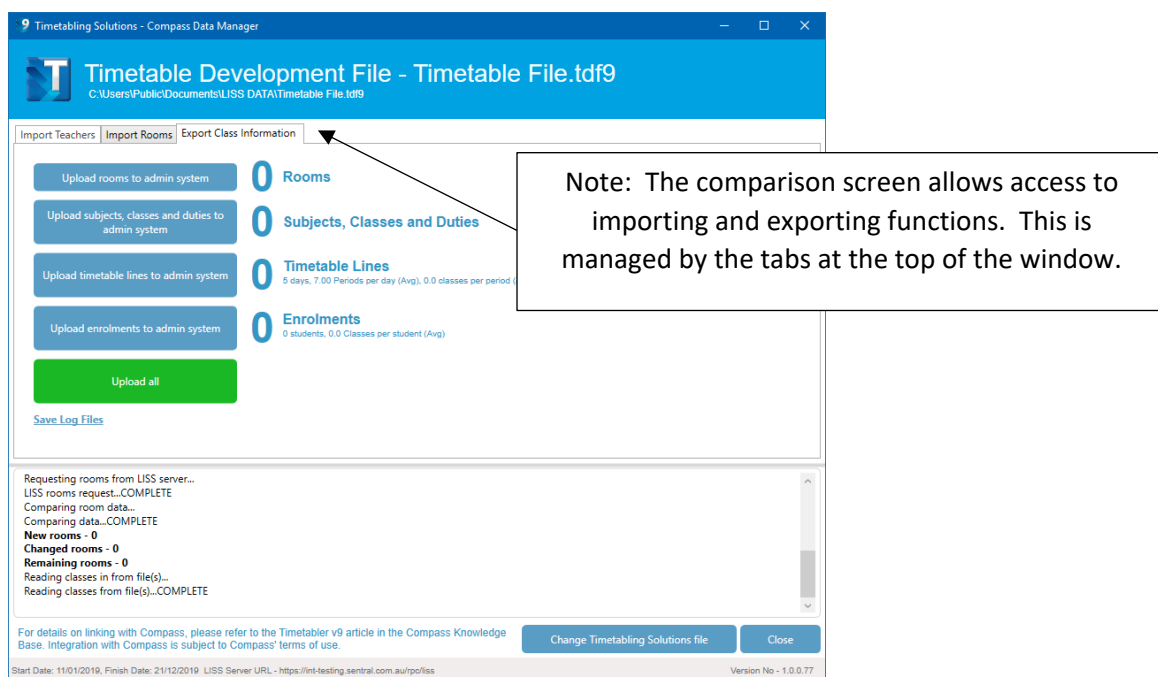 Timetabling Solutions - Compass Data Manager
Timetable Development File - Timetable File.tdf9
C:\Users\Public\Documents\LISS DATA\Timetable File.tdf9
Import Teachers
Import Rooms
Export Class Information
Upload rooms to admin system
0 Rooms
Upload subjects, classes and duties to
admin system
0 Subjects, Classes and Duties
Upload timetable lines to admin system
0 Timetable Lines
5 days, 7.00 Periods per day (Avg), 0.0 classes per period (
Upload enrolments to admin system
0 Enrolments
0 students, 0.0 Classes per student (Avg)
Upload all
Save Log Files
Note: The comparison screen allows access to
importing and exporting functions. This is
managed by the tabs at the top of the window.
Requesting rooms from LISS server...
LISS rooms request...COMPLETE
Comparing room data...
Comparing data...COMPLETE
New rooms - 0
Changed rooms - 0
Remaining rooms - 0
Reading classes in from file(s)...
Reading classes from file(s)...COMPLETE
For details on linking with Compass, please refer to the Timetabler v9 article in the Compass Knowledge
Base. Integration with Compass is subject to Compass' terms of use.
Change Timetabling Solutions file
Close
Start Date: 11/01/2019, Finish Date: 21/12/2019 LISS Server URL - https://int-testing.sentral.com.au/rpc/liss
Version No - 1.0.0.77